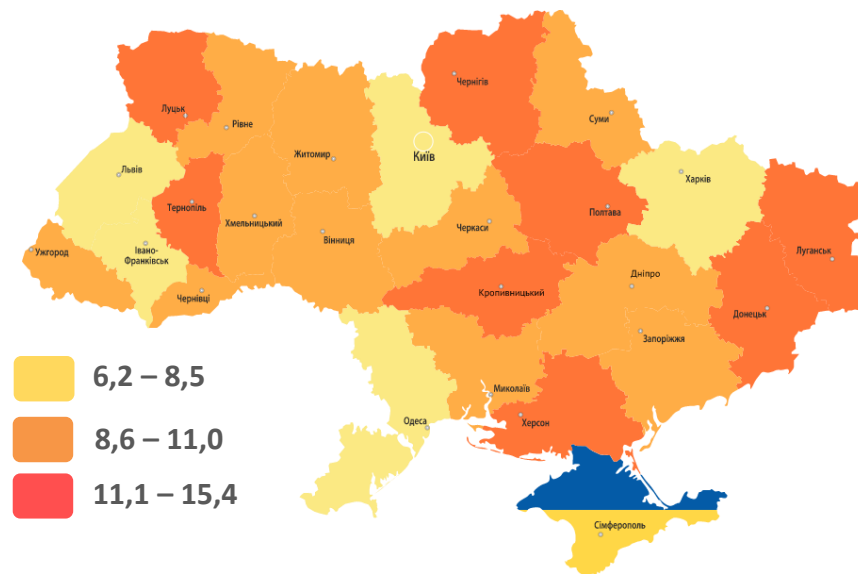 Чернігів
Луцьк
Рівне
Суми
Київ
Житомир
Львів
Харків
Тернопіль
Полтава
Хмельницький
Черкаси
Вінниця
Ужгород
Івано-
Франківськ
Луганськ
Дніпро
Чернівці
Кропивницький
Донецьк
Запоріжжя
6,2 – 8,5
Миколаїв
Херсон
Одеса
8,6 – 11,0
11,1 – 15,4
Сімферополь